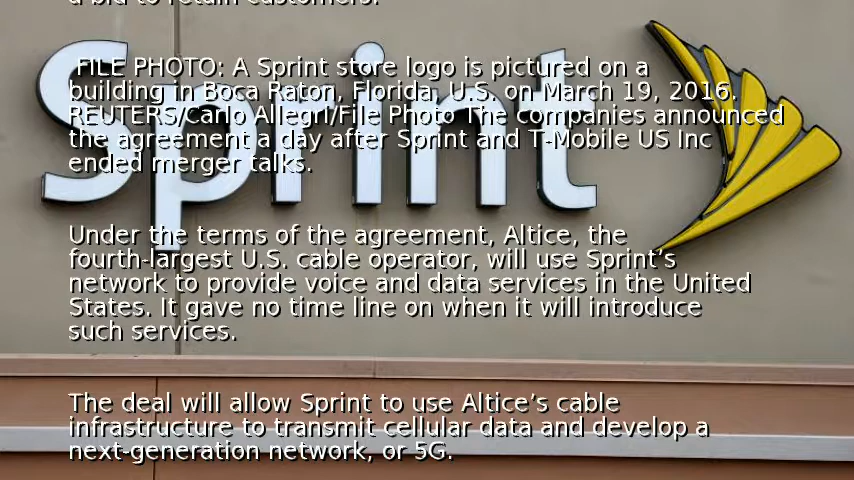 a bid to retain customers.
Sprint
FILE PHOTO: A Sprint store logo is pictured on a
building in Boca Raton, Florida, U.S. on March 19, 2016.
REUTERS/Carlo Allegri/File Photo The companies announced
the agreement a day after Sprint and T-Mobile US Inc
ended merger talks.
Under the terms of the agreement, Altice, the
fourth-largest U.S. cable operator, will use Sprint’s
network to provide voice and data services in the United
States. It gave no time line on when it will introduce
such services.
The deal will allow Sprint to use Altice’s cable
infrastructure to transmit cellular data and develop a
next-generation network, or 5G.